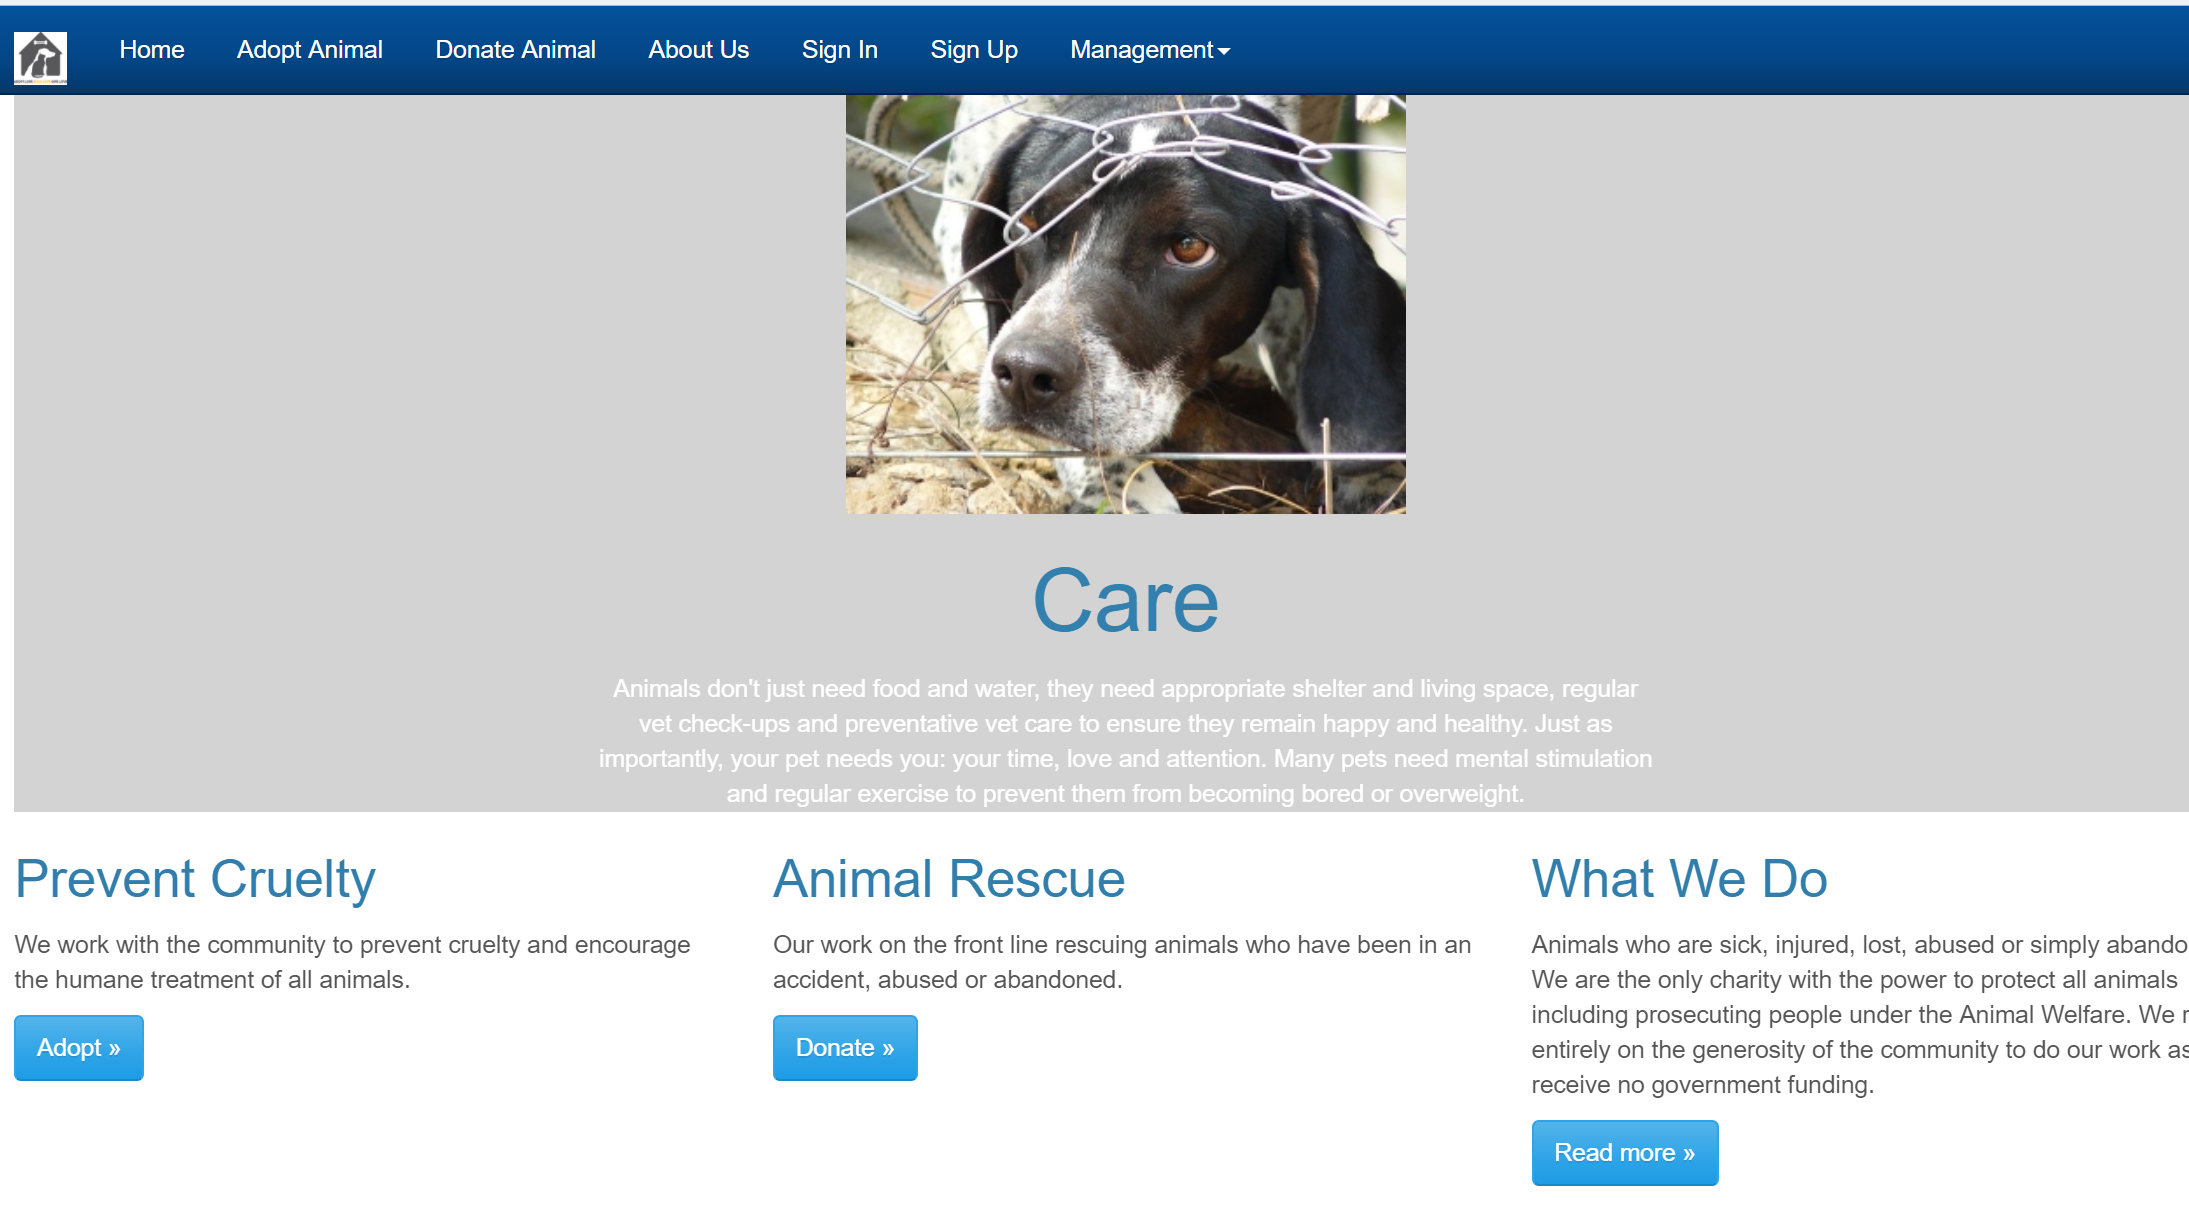 Home Adopt Animal Donate Animal About Us Sign In Sign Up Management
Care
Animals don't just need food and water, they need appropriate shelter and living space, regular
vet check-ups and preventative vet care to ensure they remain happy and healthy. Just as
importantly, your pet needs you: your time, love and attention. Many pets need mental stimulation
and regular exercise to prevent them from becoming bored or overweight.
Prevent Cruelty
We work with the community to prevent cruelty and encourage
the humane treatment of all animals.
Adopt »
Animal Rescue
Our work on the front line rescuing animals who have been in an
accident, abused or abandoned.
Donate »
What We Do
Animals who are sick, injured, lost, abused or simply abando
We are the only charity with the power to protect all animals
including prosecuting people under the Animal Welfare. We r
entirely on the generosity of the community to do our work as
receive no government funding.
Read more »